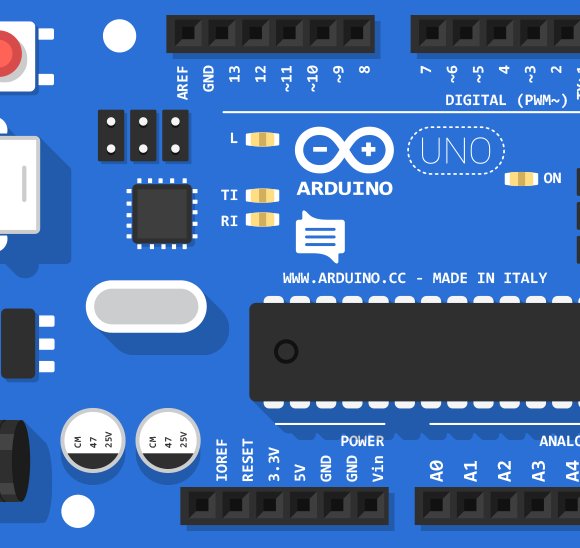 AREF GND 13 12 ~11 ~10 ~9 8
7 ~6 ~5 4 ~3 2
DIGITAL (PWM~)
L
UNO
ARDUINO
ON
TI
RI
WWW.ARDUINO.CC - MADE IN ITALY
CM 47 25V
CM 47 25V
POWER
ANALO
IOREF RESET 3.3V 5V GND GND Vin
A0 A1 A2 A3 A4